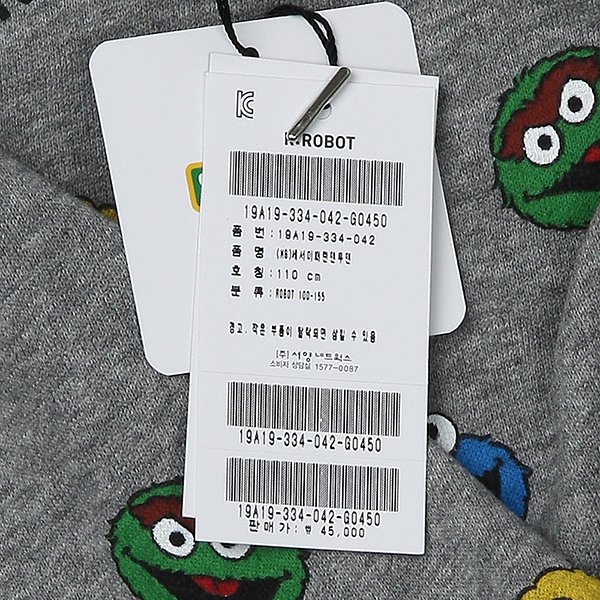 K.ROBOT
19A19-334-042-G0450
품 번 : 19A19-334-042
품 명 : (KB)세서미패턴맨투맨
호 칭 : 110 cm
분 류 : ROBOT 100-155
경고. 작은 부품이 탈락되면 삼킬 수 있음
[주] 서양네트웍스
소비자 상담실 1577-0087
19A19-334-042-G0450
19A19-334-042-G0450
판 매 가 : ₩ 45,000